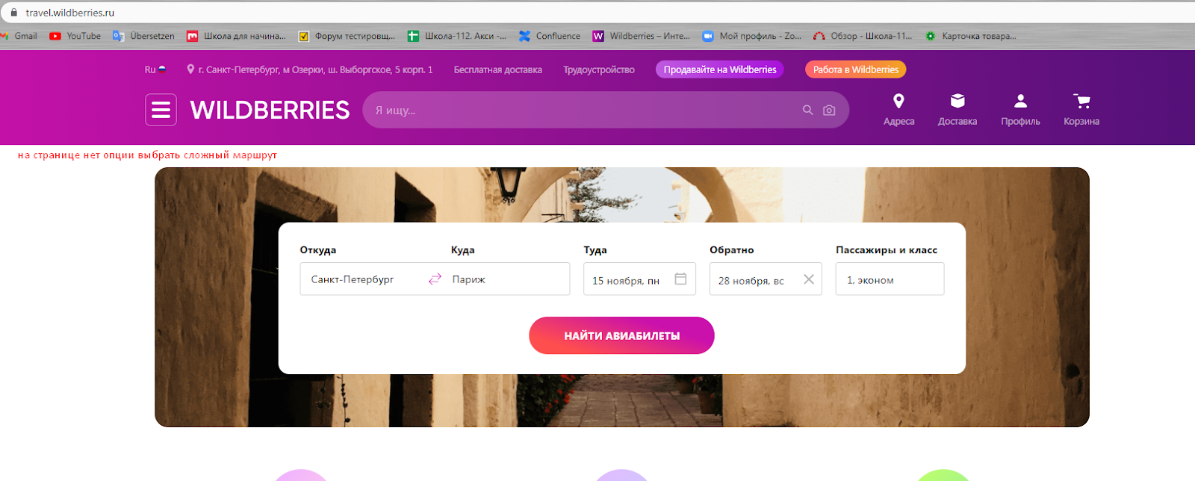 travel.wildberries.ru
Gmail YouTube Übersetzen Школа для начина... Форум тестировщ... Школа-112. Акси -... Confluence Wildberries – Инте... Мой профиль - Zo... Обзор - Школа-11... Карточка товара...
Ru г. Санкт-Петербург, м Озерки, ш. Выборгское, 5 корп. 1 Бесплатная доставка Трудоустройство Продавайте на Wildberries Работа в Wildberries
WILDBERRIES Я ищу...
Адреса Доставка Профиль Корзина
на странице нет опции выбрать сложный маршрут
Откуда Куда Туда Обратно Пассажиры и класс
Санкт-Петербург Париж 15 ноября, пн 28 ноября, вс 1, эконом
НАЙТИ АВИАБИЛЕТЫ